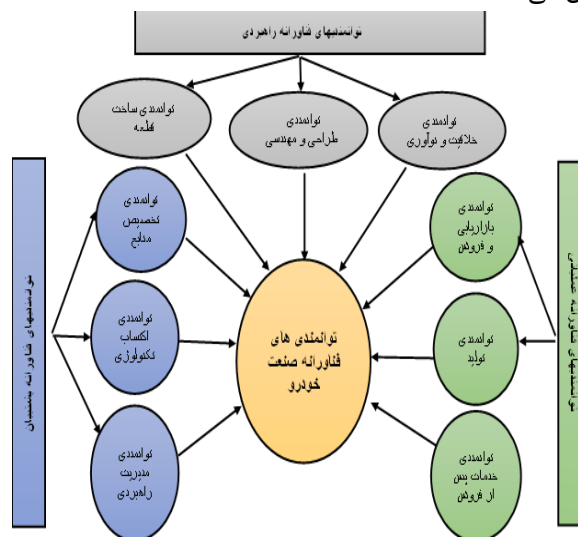 توانمندیهای فناورانه راهبردی
توانمندی
خلاقیت و نوآوری
توانمندی
طراحی و مهندسی
توانمندی ساخت
قطعه
توانمندیهای فناورانه عملیاتی
توانمندی
بازاریابی
و فروش
توانمندی
تولید
توانمندی
خدمات پس
از فروش
توانمندی های
فناورانه صنعت
خودرو
توانمندی
تخصیص
منابع
توانمندی
اکتساب
تکنولوژی
توانمندی
مدیریت
راهبردی
توانمندیهای فناورانه پشتیبان